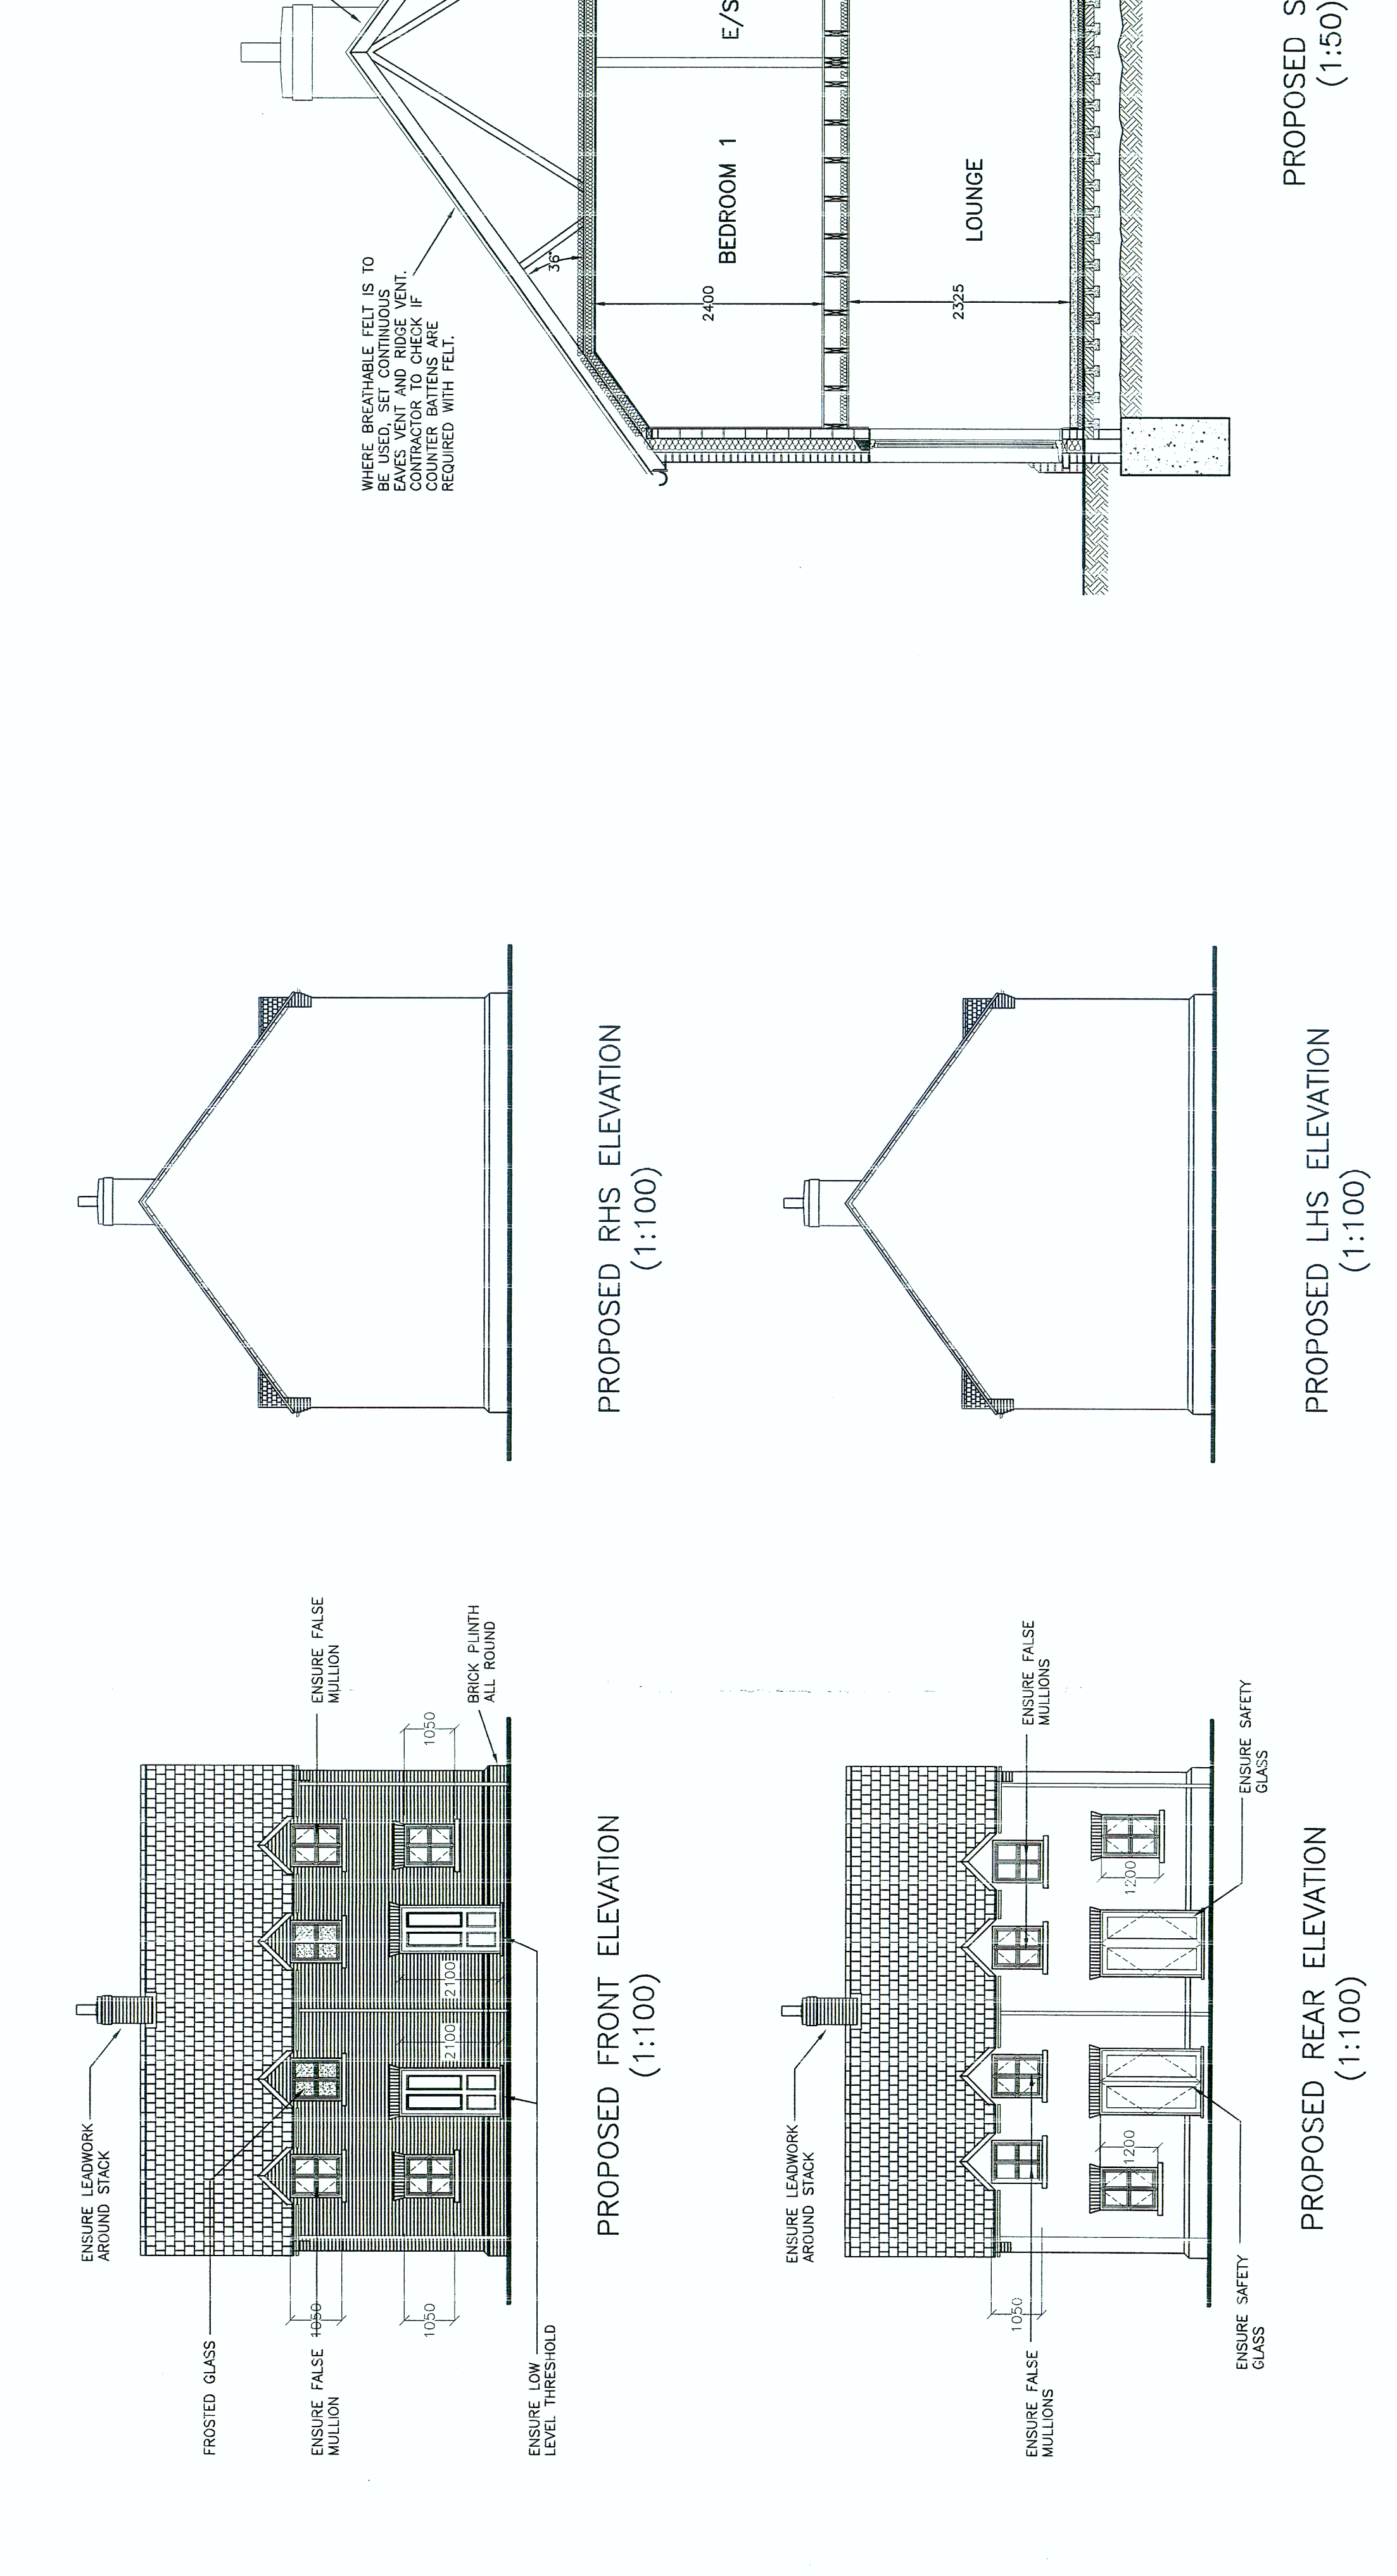 ENSURE LEADWORK
AROUND STACK
FROSTED GLASS
ENSURE FALSE
MULLION
1050
1050
ENSURE LOW
LEVEL THRESHOLD
2100
2100
ENSURE FALSE
MULLION
1050
BRICK PLINTH
ALL ROUND
PROPOSED FRONT ELEVATION
(1:100)
PROPOSED RHS ELEVATION
(1:100)
ENSURE LEADWORK
AROUND STACK
ENSURE FALSE
MULLIONS
1050
1200
1200
ENSURE SAFETY
GLASS
ENSURE FALSE
MULLIONS
ENSURE SAFETY
GLASS
PROPOSED REAR ELEVATION
(1:100)
PROPOSED LHS ELEVATION
(1:100)
WHERE BREATHABLE FELT IS TO
BE USED, SET CONTINUOUS
EAVES VENT AND RIDGE VENT.
CONTRACTOR TO CHECK IF
COUNTER BATTENS ARE
REQUIRED WITH FELT.
36°
2400
BEDROOM 1
E/S
2325
LOUNGE
PROPOSED S
(1:50)